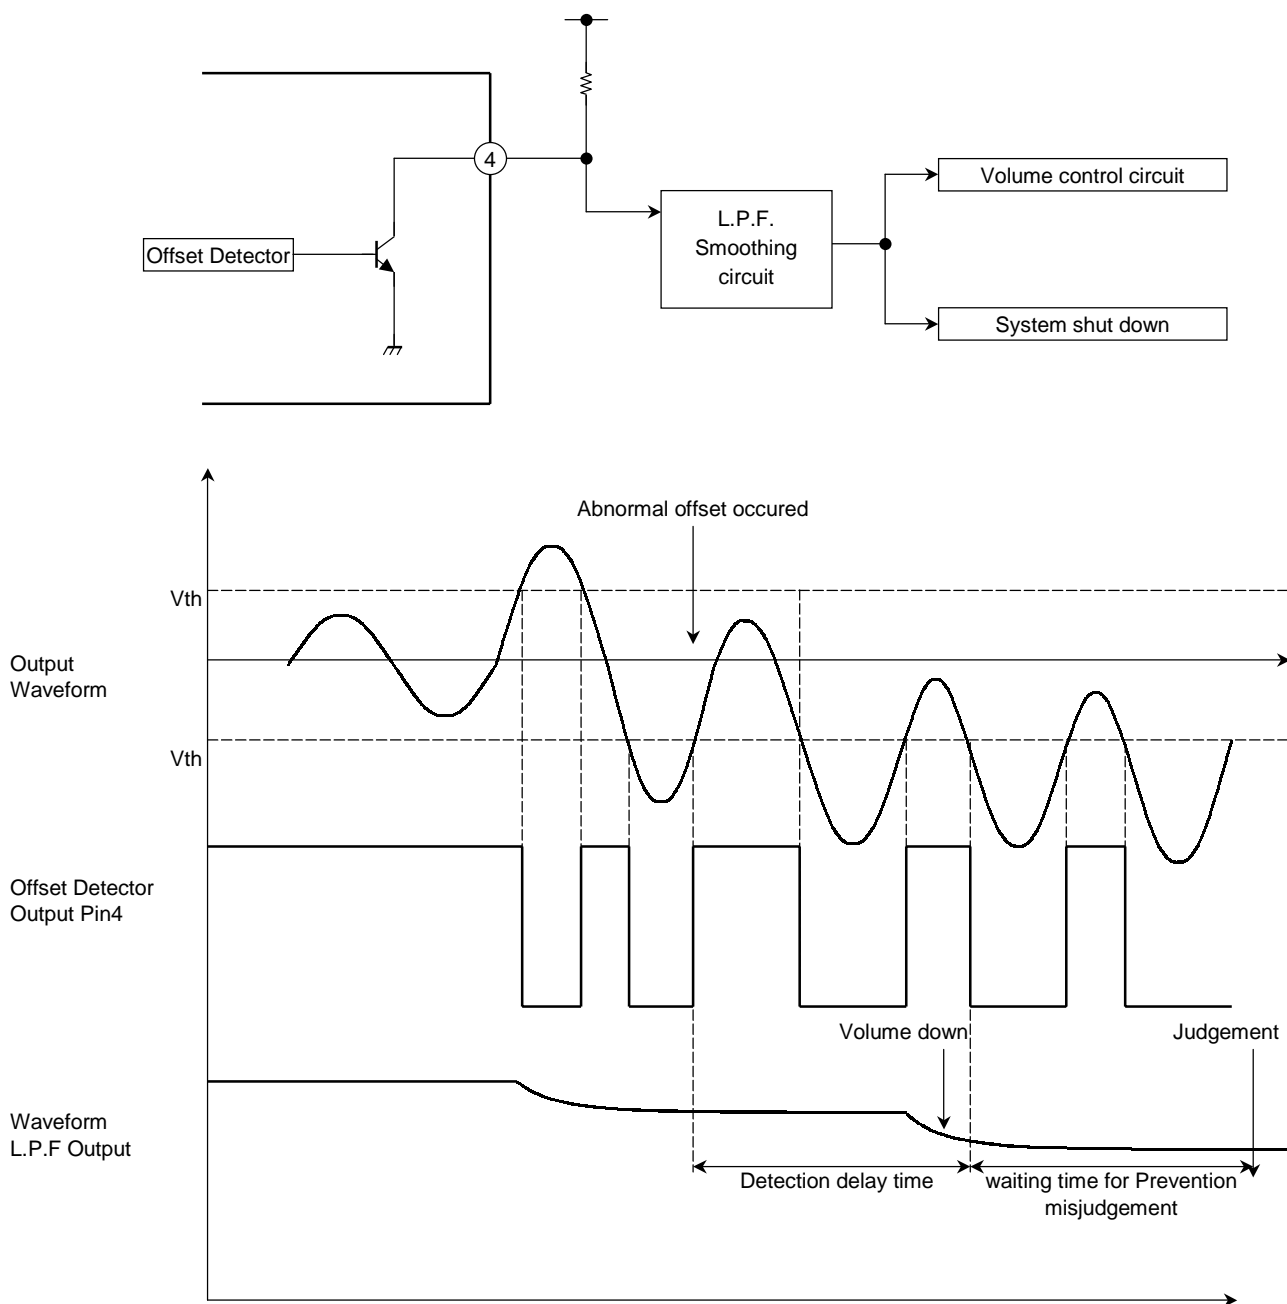 4
Volume control circuit
L.P.F.
Smoothing
circuit
Offset Detector
System shut down
Abnormal offset occured
Vth
Output
Waveform
Vth
Offset Detector
Output Pin4
Volume down
Judgement
Waveform
L.P.F Output
Detection delay time
waiting time for Prevention
misjudgement